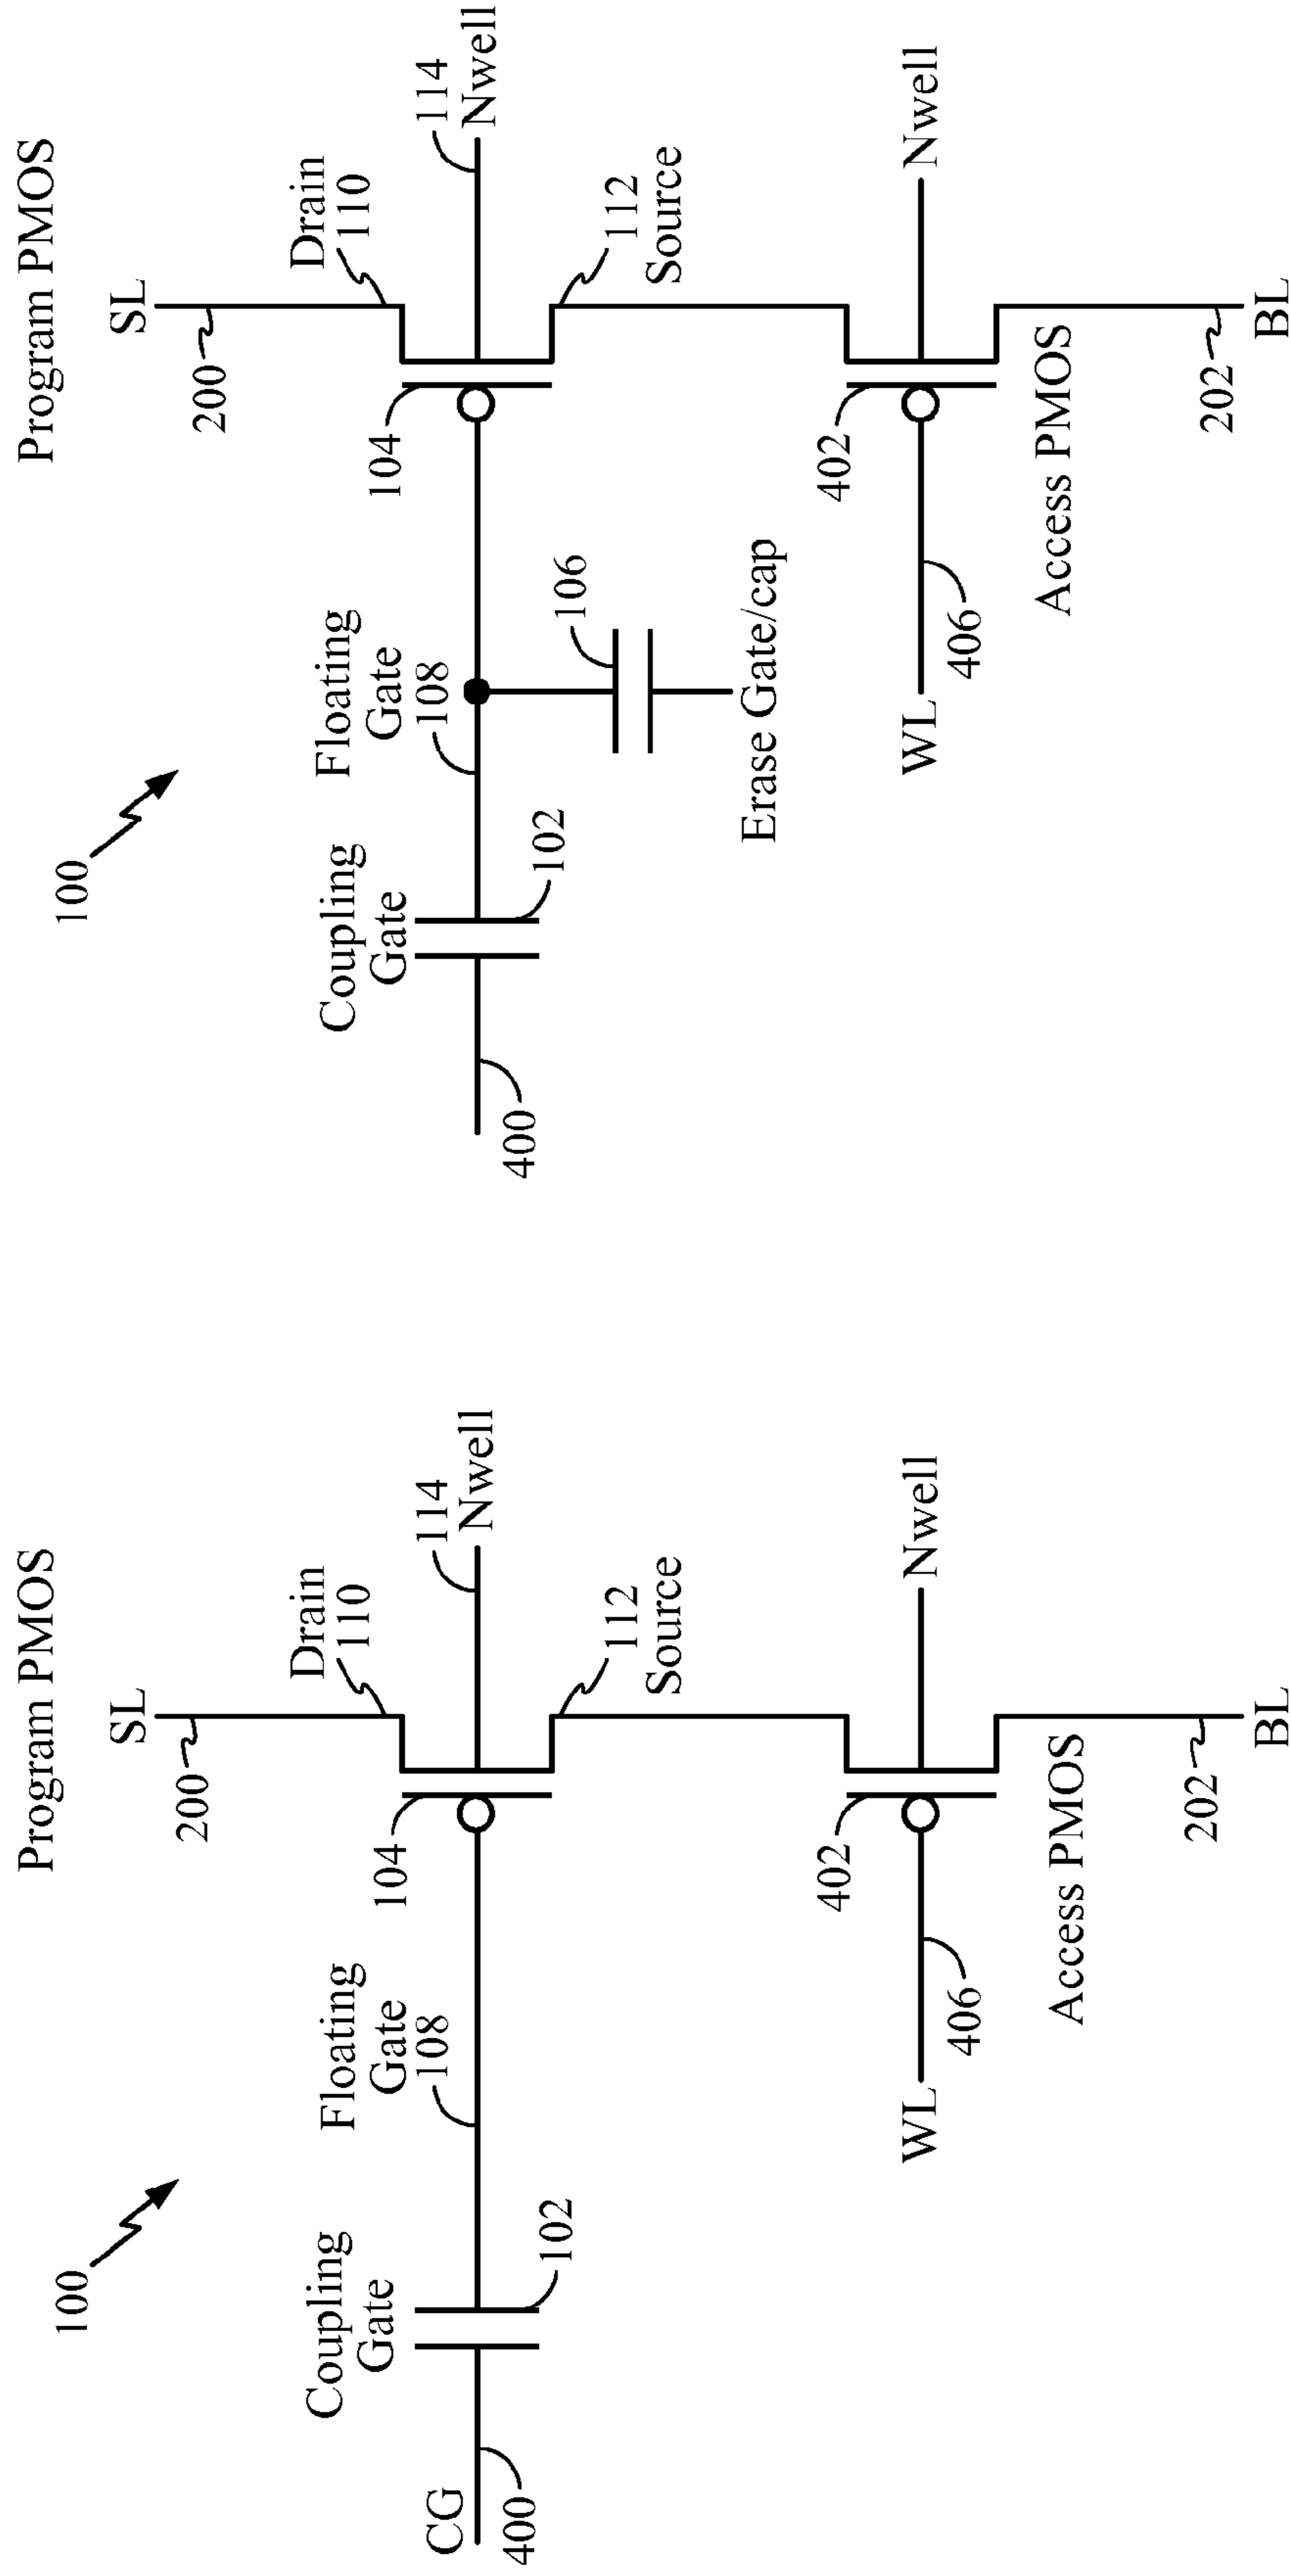 Program PMOS
100
SL
200
Drain
110
Coupling
Gate
Floating
Gate
108
104
114
Nwell
CG
400
102
112
Source
402
WL
Nwell
406
Access PMOS
202
BL
Program PMOS
100
SL
200
Drain
110
Coupling
Gate
Floating
Gate
108
104
114
Nwell
400
102
106
112
Source
Erase Gate/cap
402
WL
Nwell
406
Access PMOS
202
BL